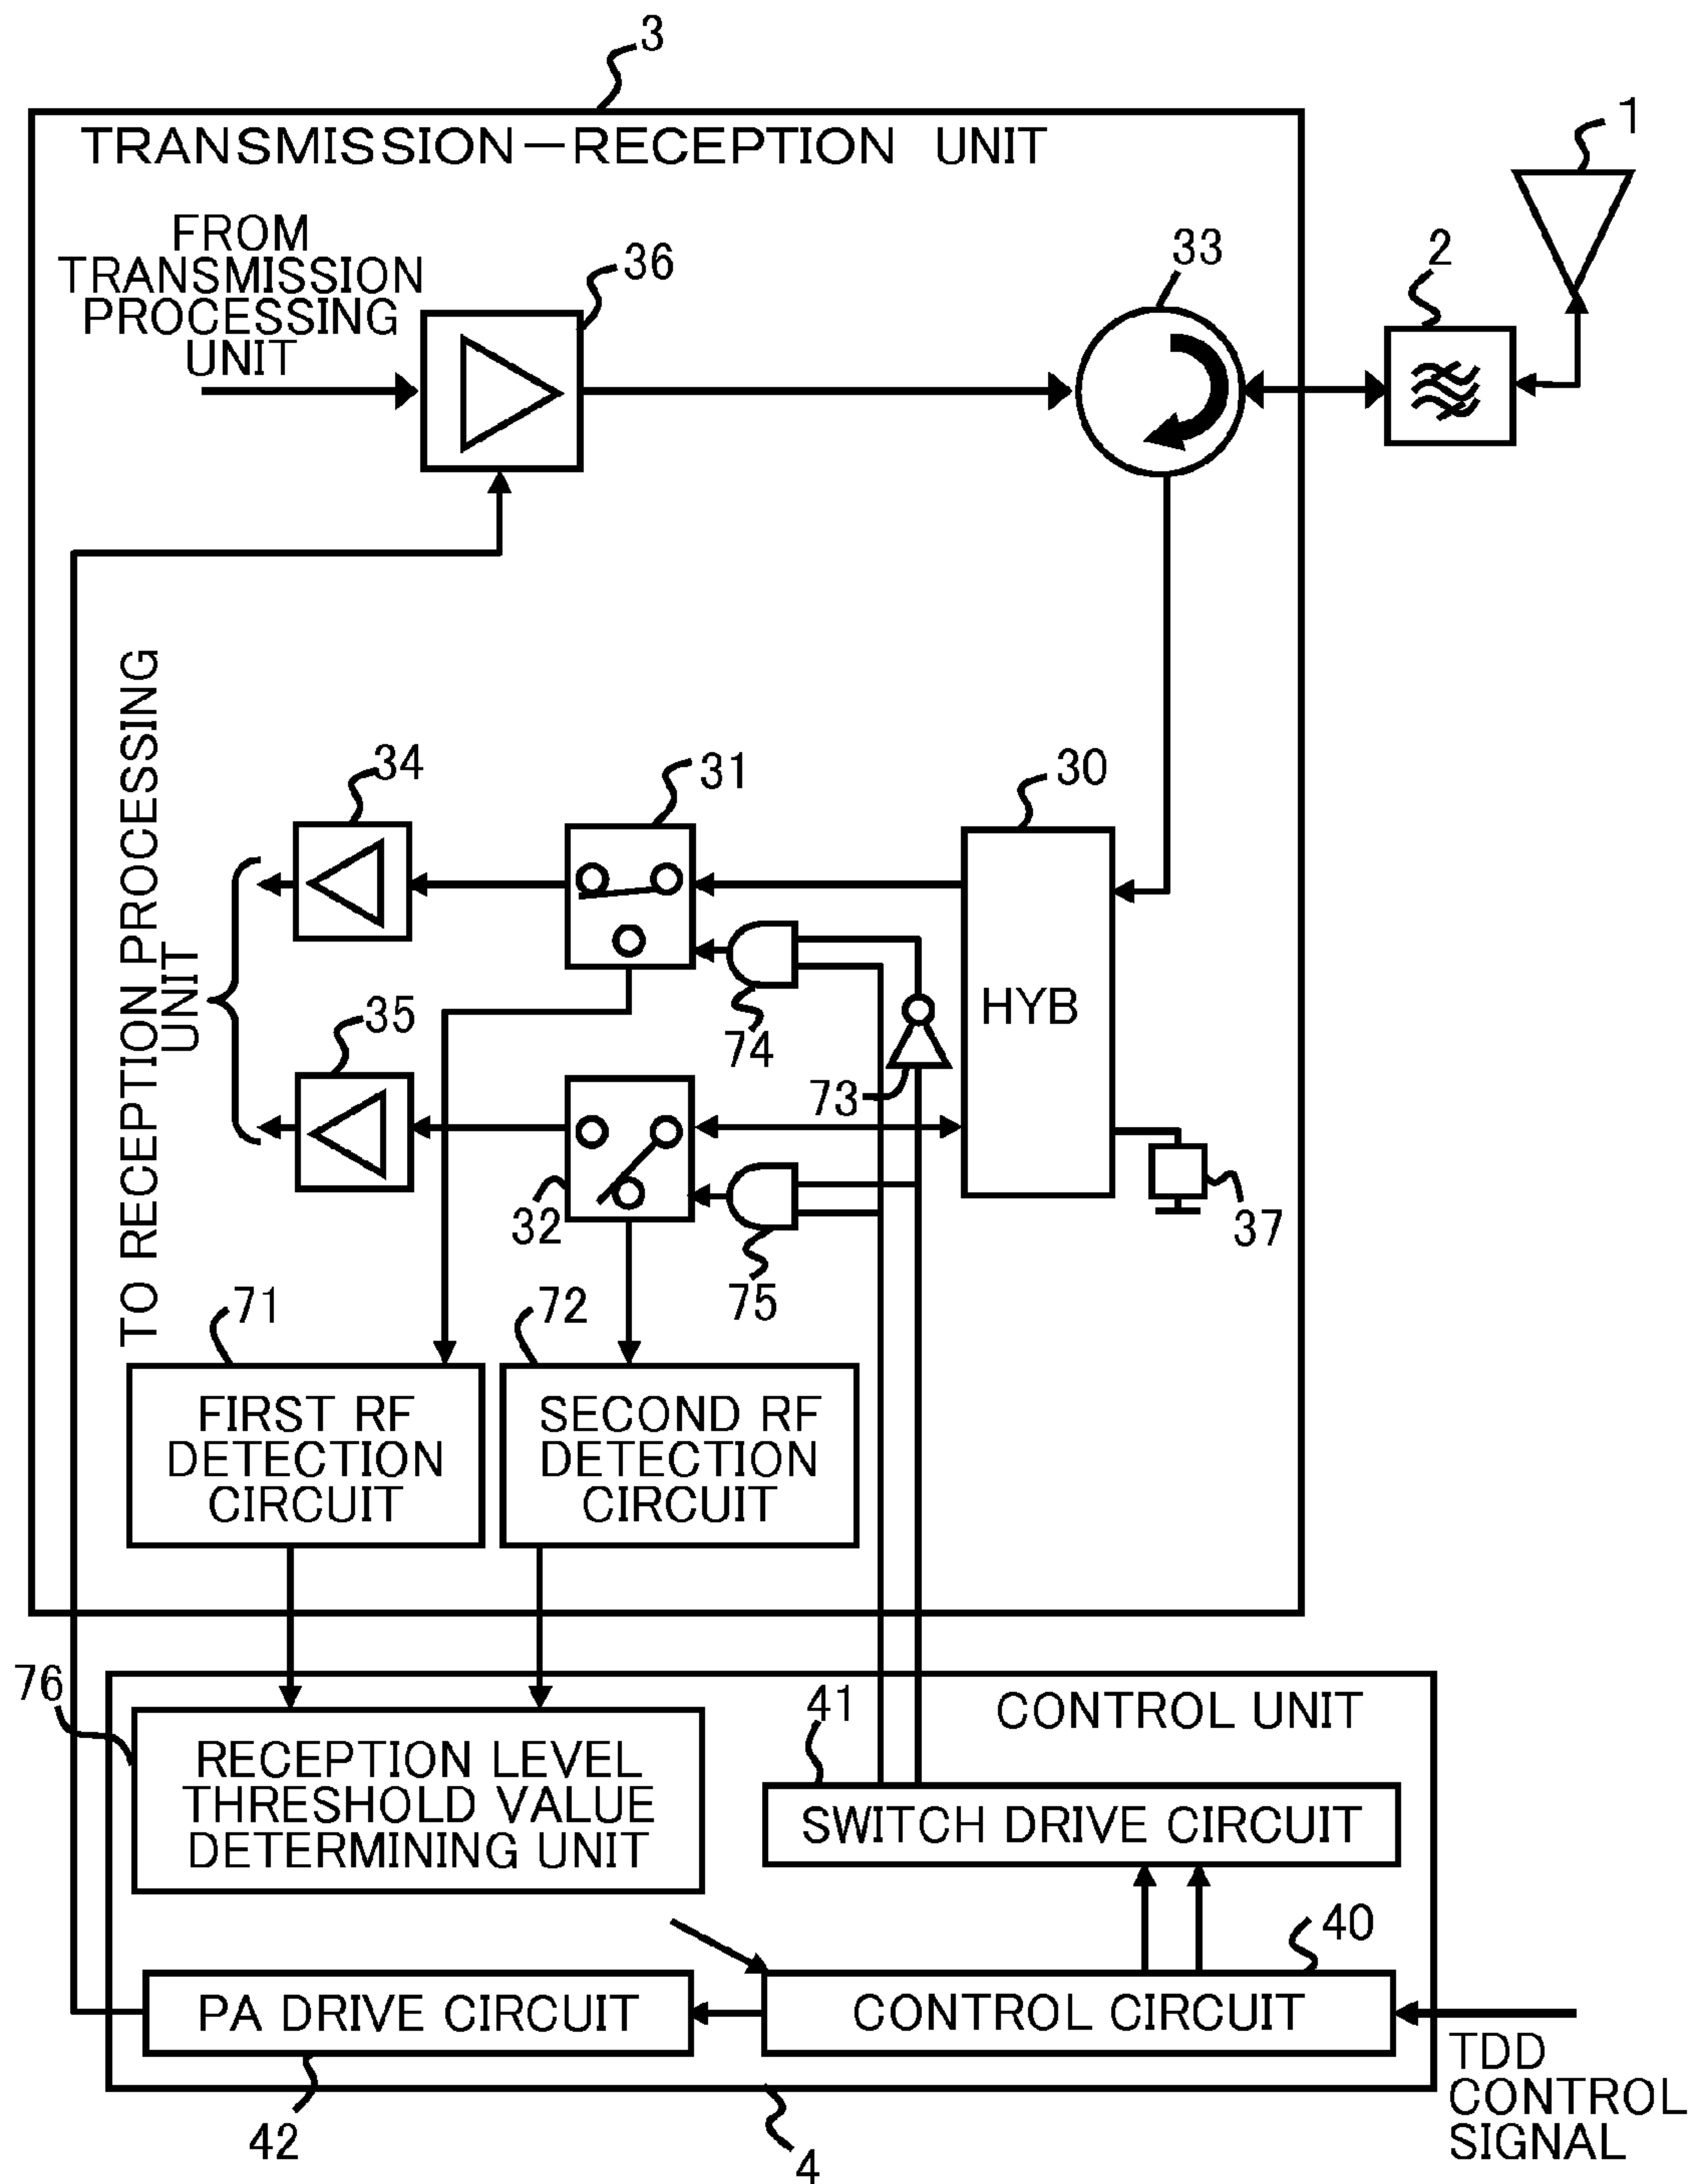 3
TRANSMISSION-RECEPTION UNIT
1
FROM
TRANSMISSION
PROCESSING
UNIT
36
33
2
TO RECEPTION PROCESSING
UNIT
34
31
30
HYB
74
35
73
32
75
37
71
72
FIRST RF
DETECTION
CIRCUIT
SECOND RF
DETECTION
CIRCUIT
76
41
CONTROL UNIT
RECEPTION LEVEL
THRESHOLD VALUE
DETERMINING UNIT
SWITCH DRIVE CIRCUIT
40
PA DRIVE CIRCUIT
CONTROL CIRCUIT
TDD
CONTROL
SIGNAL
42
4